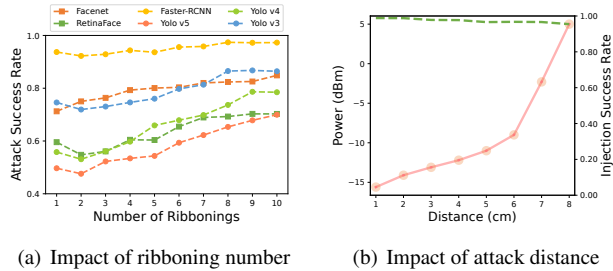 Facenet
Faster-RCNN
Yolo v4
RetinaFace
Yolo v5
Yolo v3
Attack Success Rate
1.0
0.8
0.6
0.4
1 2 3 4 5 6 7 8 9 10
Number of Ribbonings
Power (dBm)
5
0
−5
−10
−15
1 2 3 4 5 6 7 8
Distance (cm)
1.00
0.80
0.60
0.40
0.20
0.00
Injection Success Rate
(a) Impact of ribboning number
(b) Impact of attack distance